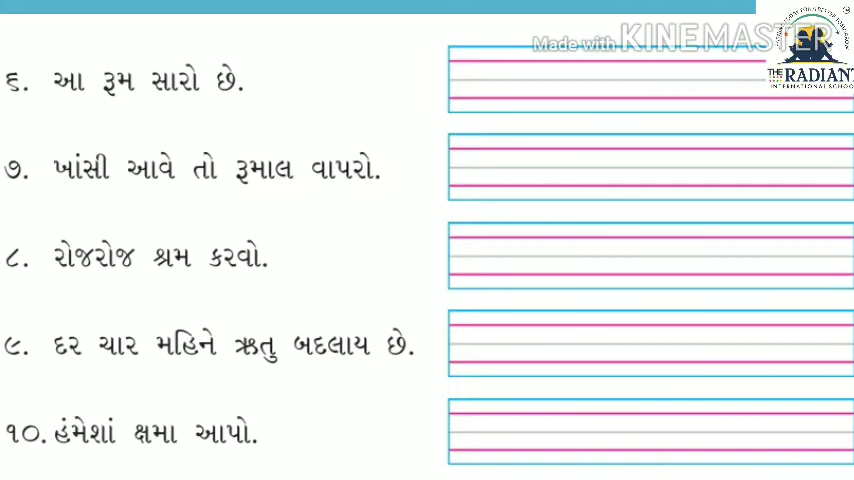 Made with KINEMASTER
THE RADIANT
INTERNATIONAL SCHOOL
૬. આ રૂમ સારો છે.
૭. ખાંસી આવે તો રૂમાલ વાપરો.
૮. રોજરોજ શ્રમ કરવો.
૯. દર ચાર મહિને ઋતુ બદલાય છે.
૧૦. હંમેશાં ક્ષમા આપો.